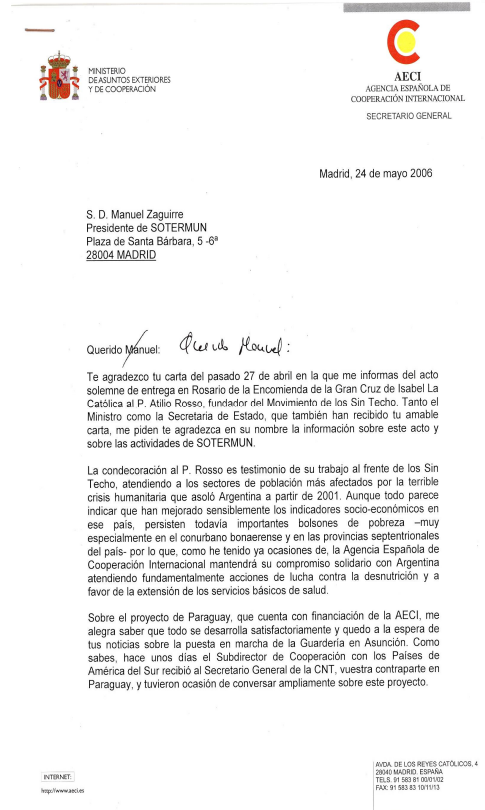 MINISTERIO
DE ASUNTOS EXTERIORES
Y DE COOPERACIÓN
AECI
AGENCIA ESPAÑOLA DE
COOPERACIÓN INTERNACIONAL
SECRETARIO GENERAL
Madrid, 24 de mayo 2006
S. D. Manuel Zaguirre
Presidente de SOTERMUN
Plaza de Santa Bárbara, 5 -6ª
28004 MADRID
Querido Manuel: Querido Manuel:
Te agradezco tu carta del pasado 27 de abril en la que me informas del acto
solemne de entrega en Rosario de la Encomienda de la Gran Cruz de Isabel La
Católica al P. Atilio Rosso, fundador del Movimiento de los Sin Techo. Tanto el
Ministro como la Secretaria de Estado, que también han recibido tu amable
carta, me piden te agradezca en su nombre la información sobre este acto y
sobre las actividades de SOTERMUN.
La condecoración al P. Rosso es testimonio de su trabajo al frente de los Sin
Techo, atendiendo a los sectores de población más afectados por la terrible
crisis humanitaria que asoló Argentina a partir de 2001. Aunque todo parece
indicar que han mejorado sensiblemente los indicadores socio-económicos en
ese país, persisten todavía importantes bolsones de pobreza –muy
especialmente en el conurbano bonaerense y en las provincias septentrionales
del país- por lo que, como he tenido ya ocasiones de, la Agencia Española de
Cooperación Internacional mantendrá su compromiso solidario con Argentina
atendiendo fundamentalmente acciones de lucha contra la desnutrición y a
favor de la extensión de los servicios básicos de salud.
Sobre el proyecto de Paraguay, que cuenta con financiación de la AECI, me
alegra saber que todo se desarrolla satisfactoriamente y quedo a la espera de
tus noticias sobre la puesta en marcha de la Guardería en Asunción. Como
sabes, hace unos días el Subdirector de Cooperación con los Países de
América del Sur recibió al Secretario General de la CNT, vuestra contraparte en
Paraguay, y tuvieron ocasión de conversar ampliamente sobre este proyecto.
INTERNET:
http//www.aeci.es
AVDA. DE LOS REYES CATÓLICOS, 4
28040 MADRID. ESPAÑA
TELS. 91 583 81 00/01/02
FAX: 91 583 83 10/11/13